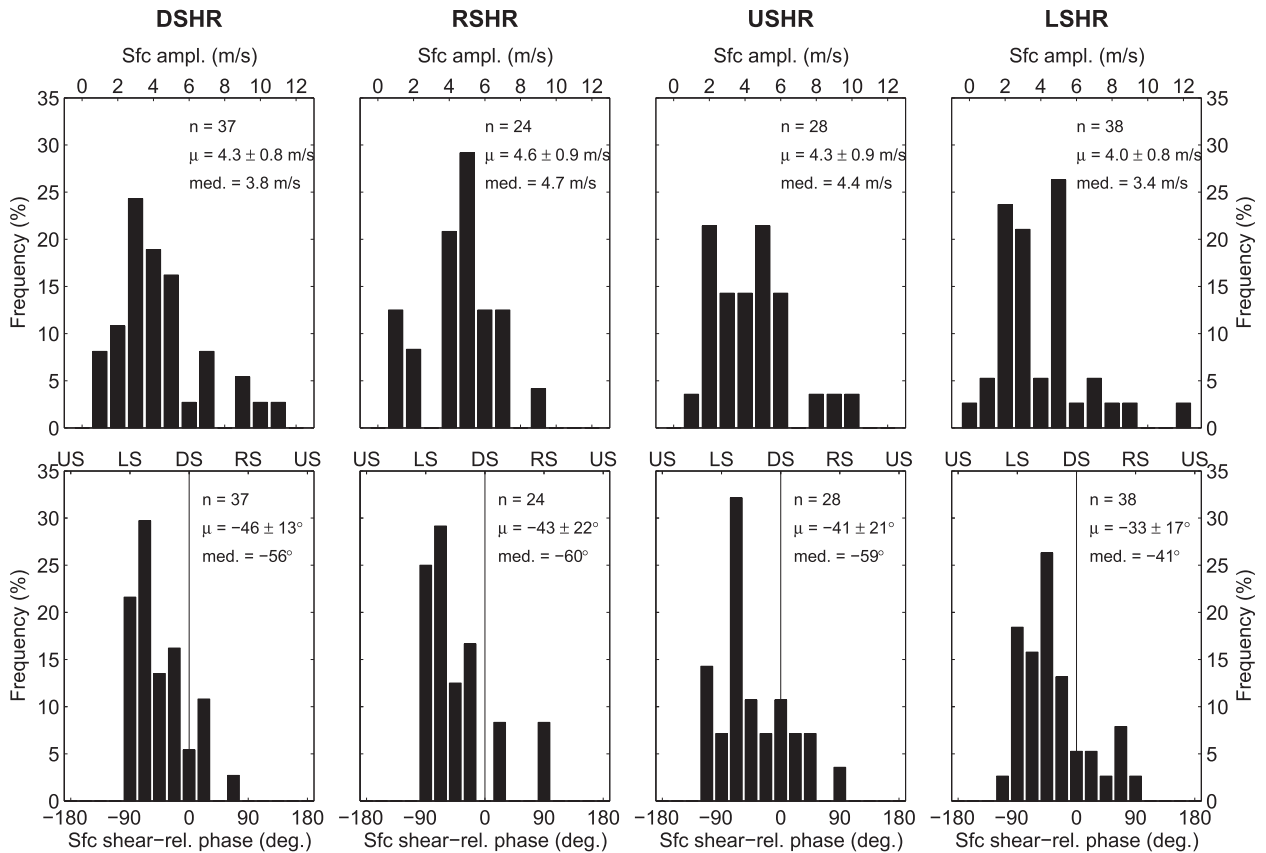 DSHR RSHR USHR LSHR
Sfc ampl. (m/s) Sfc ampl. (m/s) Sfc ampl. (m/s) Sfc ampl. (m/s)
0 2 4 6 8 10 12 0 2 4 6 8 10 12 0 2 4 6 8 10 12 0 2 4 6 8 10 12
35 35
n = 37 n = 24 n = 28 n = 38
30 30
μ = 4.3 ± 0.8 m/s μ = 4.6 ± 0.9 m/s μ = 4.3 ± 0.9 m/s μ = 4.0 ± 0.8 m/s
med. = 3.8 m/s med. = 4.7 m/s med. = 4.4 m/s med. = 3.4 m/s
25 25
20 20
Frequency (%) Frequency (%)
15 15
10 10
5 5
0 0
US LS DS RS US LS DS RS US US LS DS RS US LS DS RS US
35 35
n = 37 n = 24 n = 28 n = 38
30 30
μ = −46 ± 13° μ = −43 ± 22° μ = −41 ± 21° μ = −33 ± 17°
med. = −56° med. = −60° med. = −59° med. = −41°
25 25
20 20
Frequency (%) Frequency (%)
15 15
10 10
5 5
0 0
−180 −90 0 90 180 −90 0 90 −180 −90 0 90 180 −90 0 90 180
Sfc shear−rel. phase (deg.) Sfc shear−rel. phase (deg.) Sfc shear−rel. phase (deg.) Sfc shear−rel. phase (deg.)